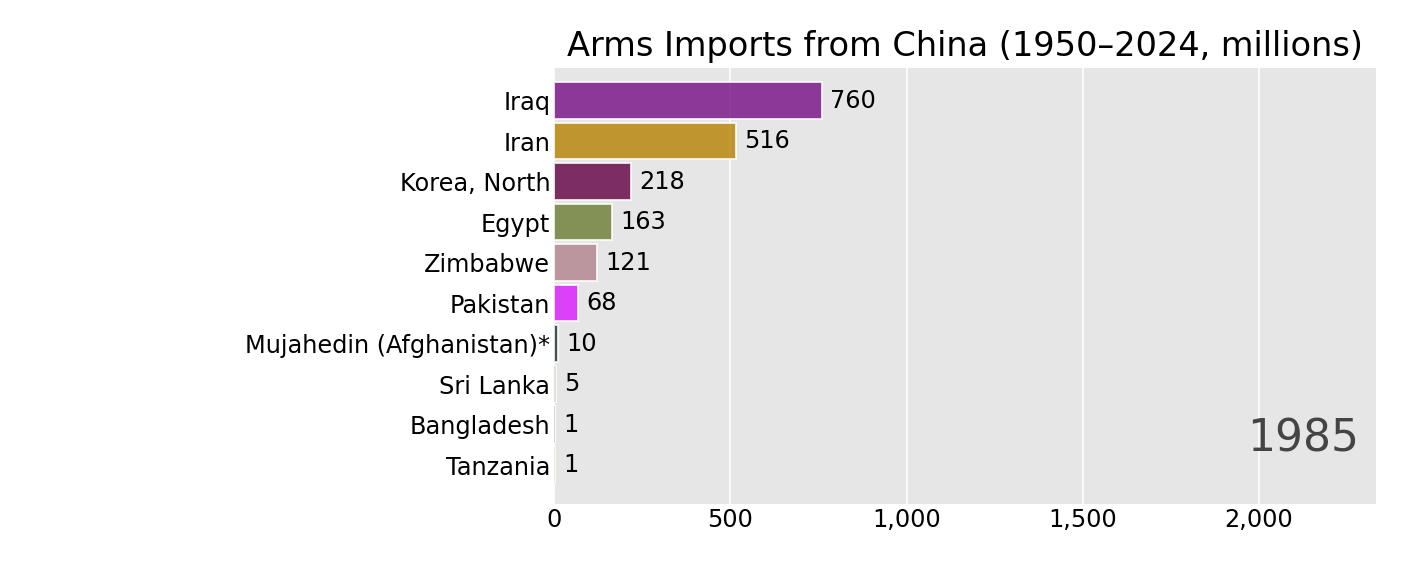 Arms Imports from China (1950–2024, millions)
Iraq 760
Iran 516
Korea, North 218
Egypt 163
Zimbabwe 121
Pakistan 68
Mujahedin (Afghanistan)* 10
Sri Lanka 5
Bangladesh 1
Tanzania 1
1985
0 500 1,000 1,500 2,000